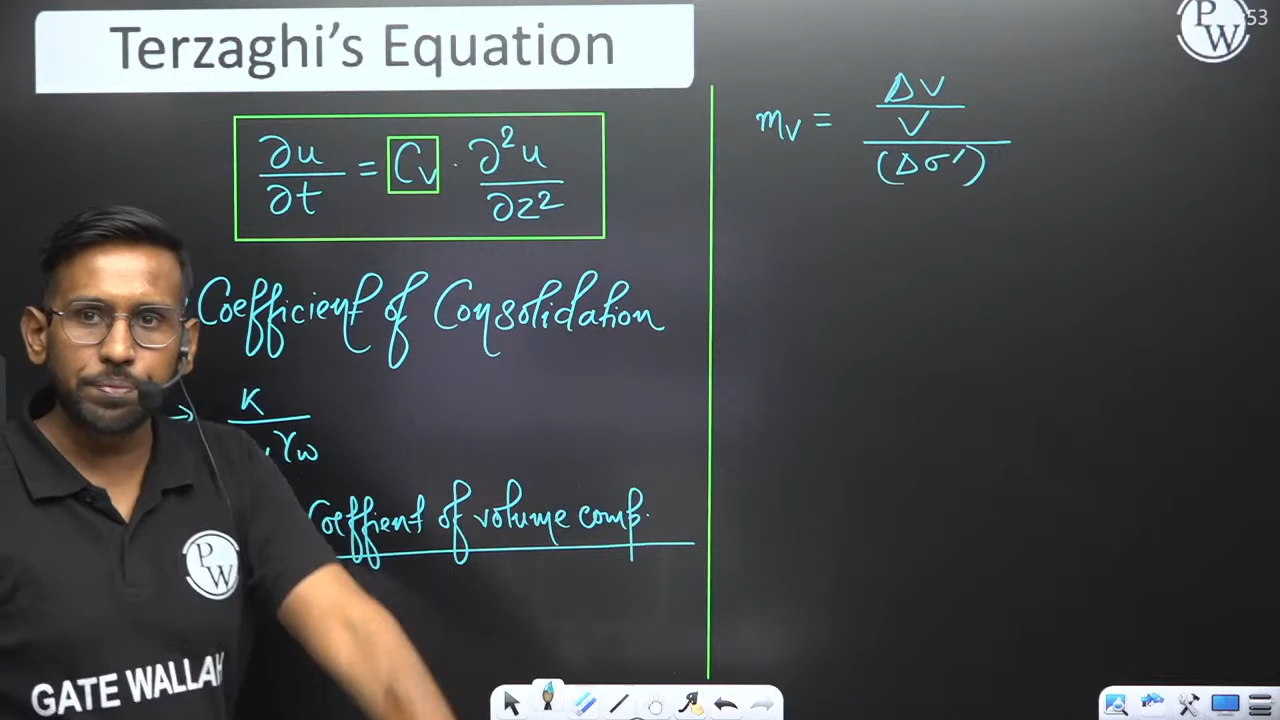 Terzaghi's Equation
53
PW
∂u/∂t = Cv · ∂²u/∂z²
Coefficient of Consolidation
→ K / γw
Coeffient of volume comp.
mv = (ΔV/V) / (Δσ')
PW
GATE WALLAH